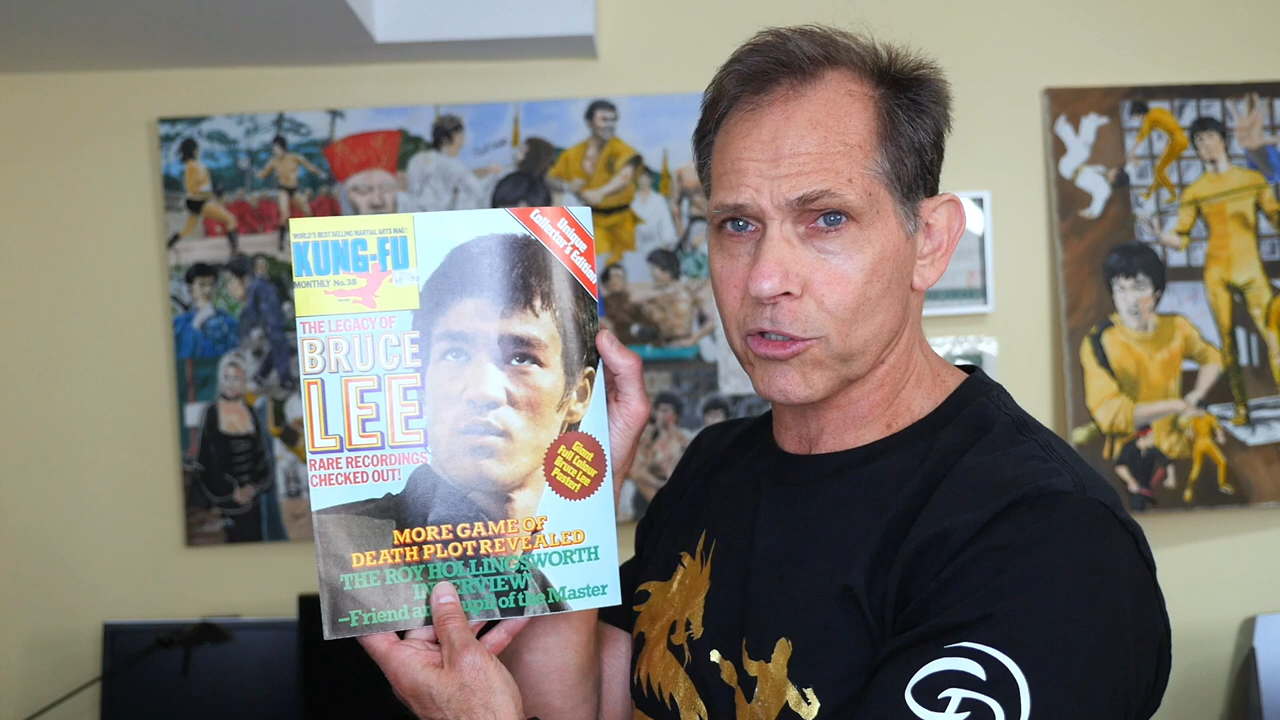 WORLD'S BEST SELLING MARTIAL ARTS MAG!
KUNG-FU
MONTHLY No.38
Unique
Collector's Edition
THE LEGACY OF
BRUCE
LEE
RARE RECORDINGS
CHECKED OUT!
Giant
Full Colour
Bruce Lee
Poster!
MORE GAME OF
DEATH PLOT REVEALED
THE ROY HOLLINGSWORTH
–Friend of the Master